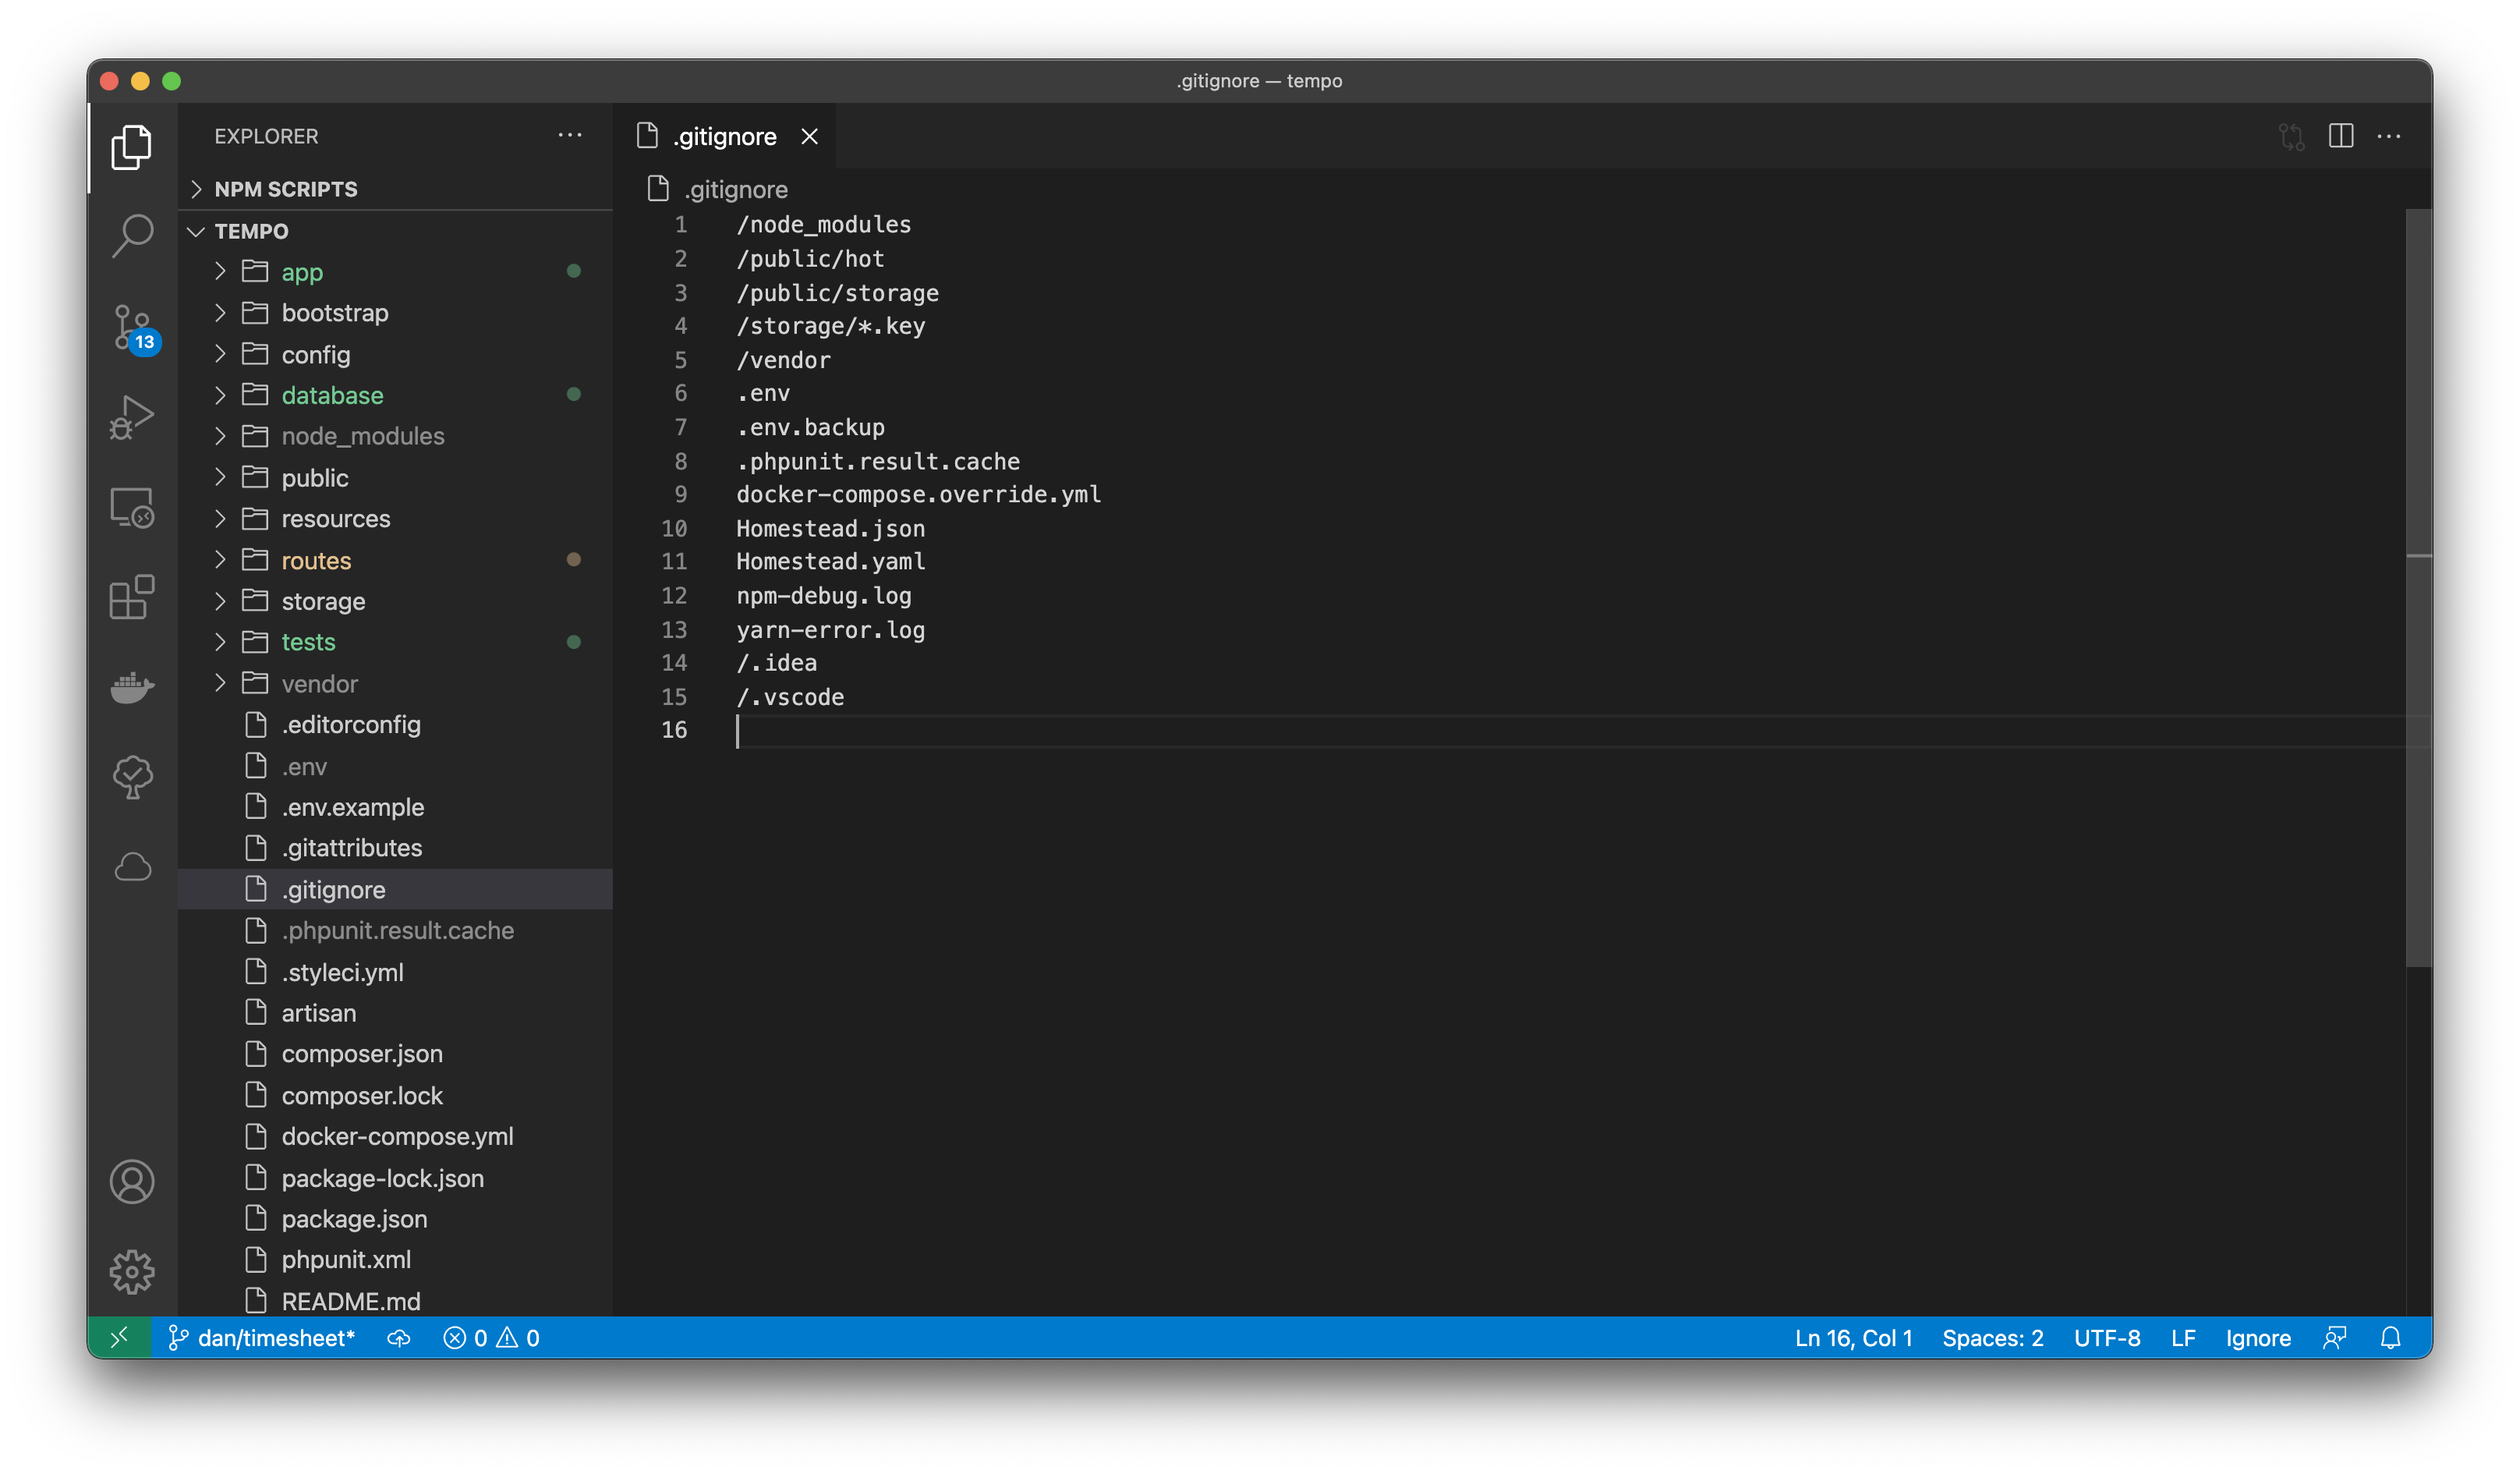 .gitignore — tempo
EXPLORER
NPM SCRIPTS
TEMPO
app
bootstrap
config
database
node_modules
public
resources
routes
storage
tests
vendor
.editorconfig
.env
.env.example
.gitattributes
.gitignore
.phpunit.result.cache
.styleci.yml
artisan
composer.json
composer.lock
docker-compose.yml
package-lock.json
package.json
phpunit.xml
README.md
13
.gitignore
.gitignore
1 /node_modules
2 /public/hot
3 /public/storage
4 /storage/*.key
5 /vendor
6 .env
7 .env.backup
8 .phpunit.result.cache
9 docker-compose.override.yml
10 Homestead.json
11 Homestead.yaml
12 npm-debug.log
13 yarn-error.log
14 /.idea
15 /.vscode
16
dan/timesheet* 0 0 Ln 16, Col 1 Spaces: 2 UTF-8 LF Ignore